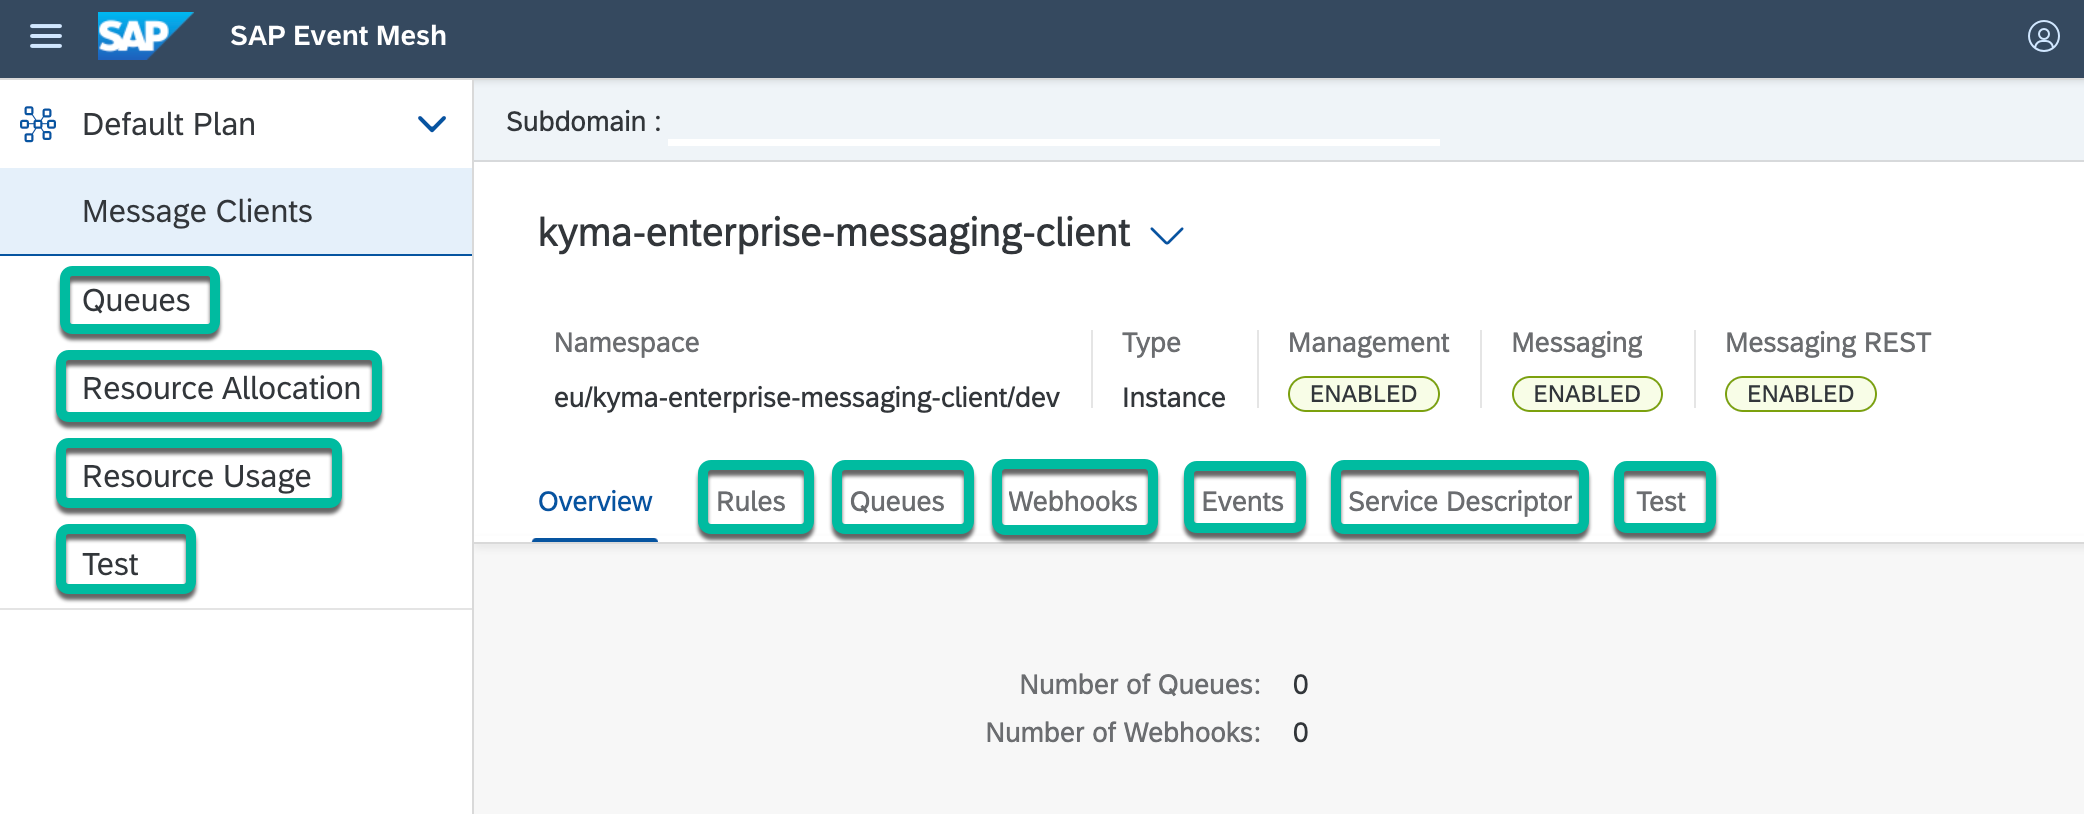 SAP SAP Event Mesh
Default Plan
Message Clients
Queues
Resource Allocation
Resource Usage
Test
Subdomain :
kyma-enterprise-messaging-client
Namespace Type Management Messaging Messaging REST
eu/kyma-enterprise-messaging-client/dev Instance ENABLED ENABLED ENABLED
Overview Rules Queues Webhooks Events Service Descriptor Test
Number of Queues: 0
Number of Webhooks: 0